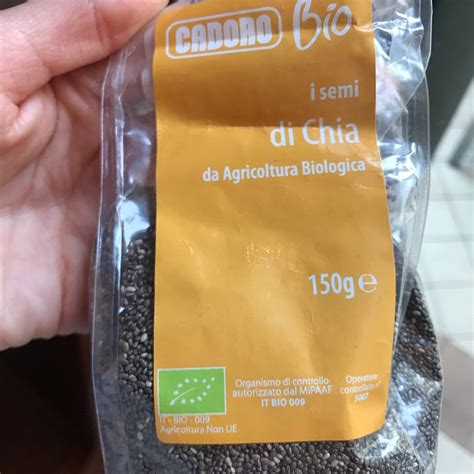 CADORO Bio
i semi
di Chia
da Agricoltura Biologica
150g e
Organismo di controllo
autorizzato dal MiPAAF
IT BIO 009
Operatore
controllato n°
5007
IT - BIO - 009
Agricoltura Non UE